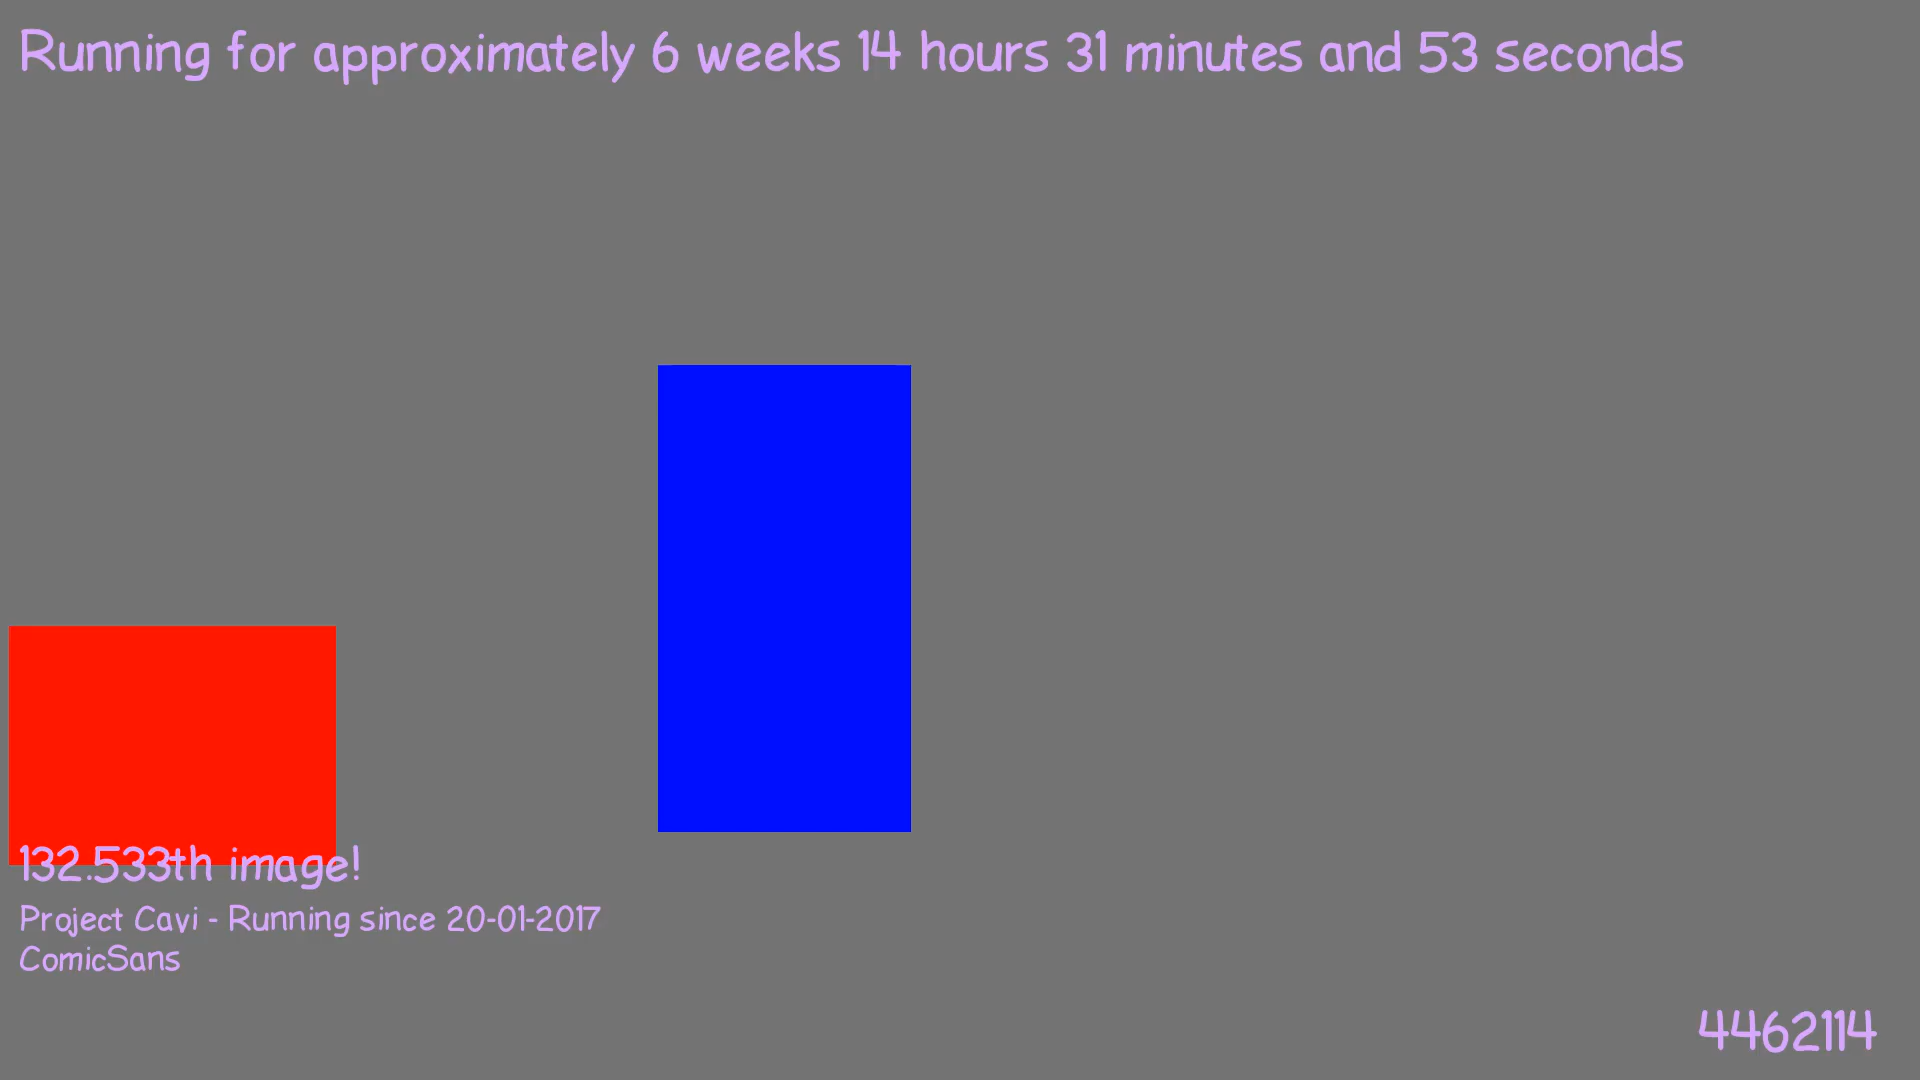 Running for approximately 6 weeks 14 hours 31 minutes and 53 seconds
132.533th image!
Project Cavi - Running since 20-01-2017
ComicSans
4462114